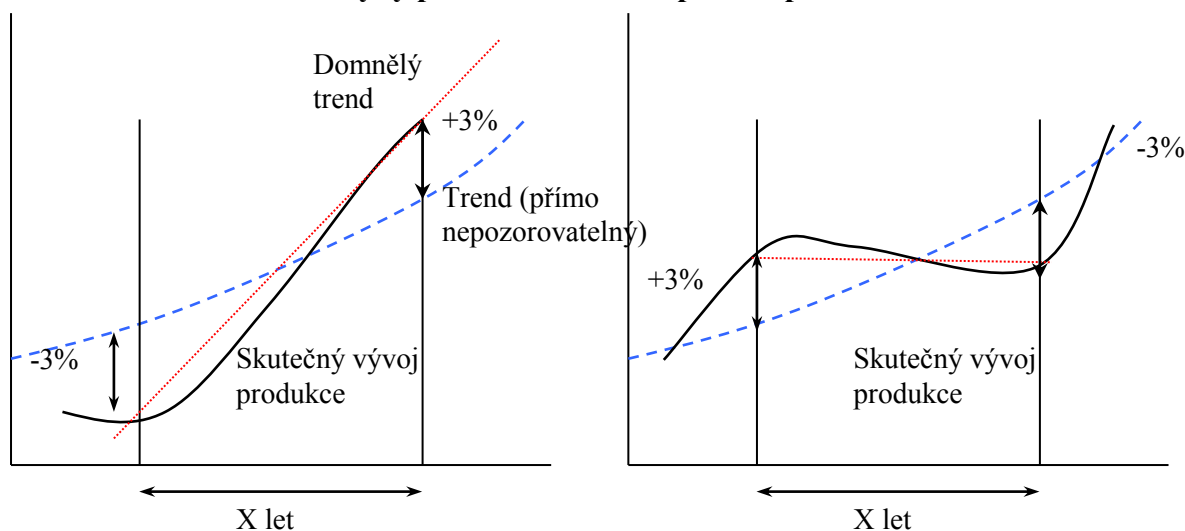 Domnělý
trend
+3%
Trend (přímo
nepozorovatelný)
-3%
Skutečný vývoj
produkce
X let
-3%
+3%
Skutečný vývoj
produkce
X let